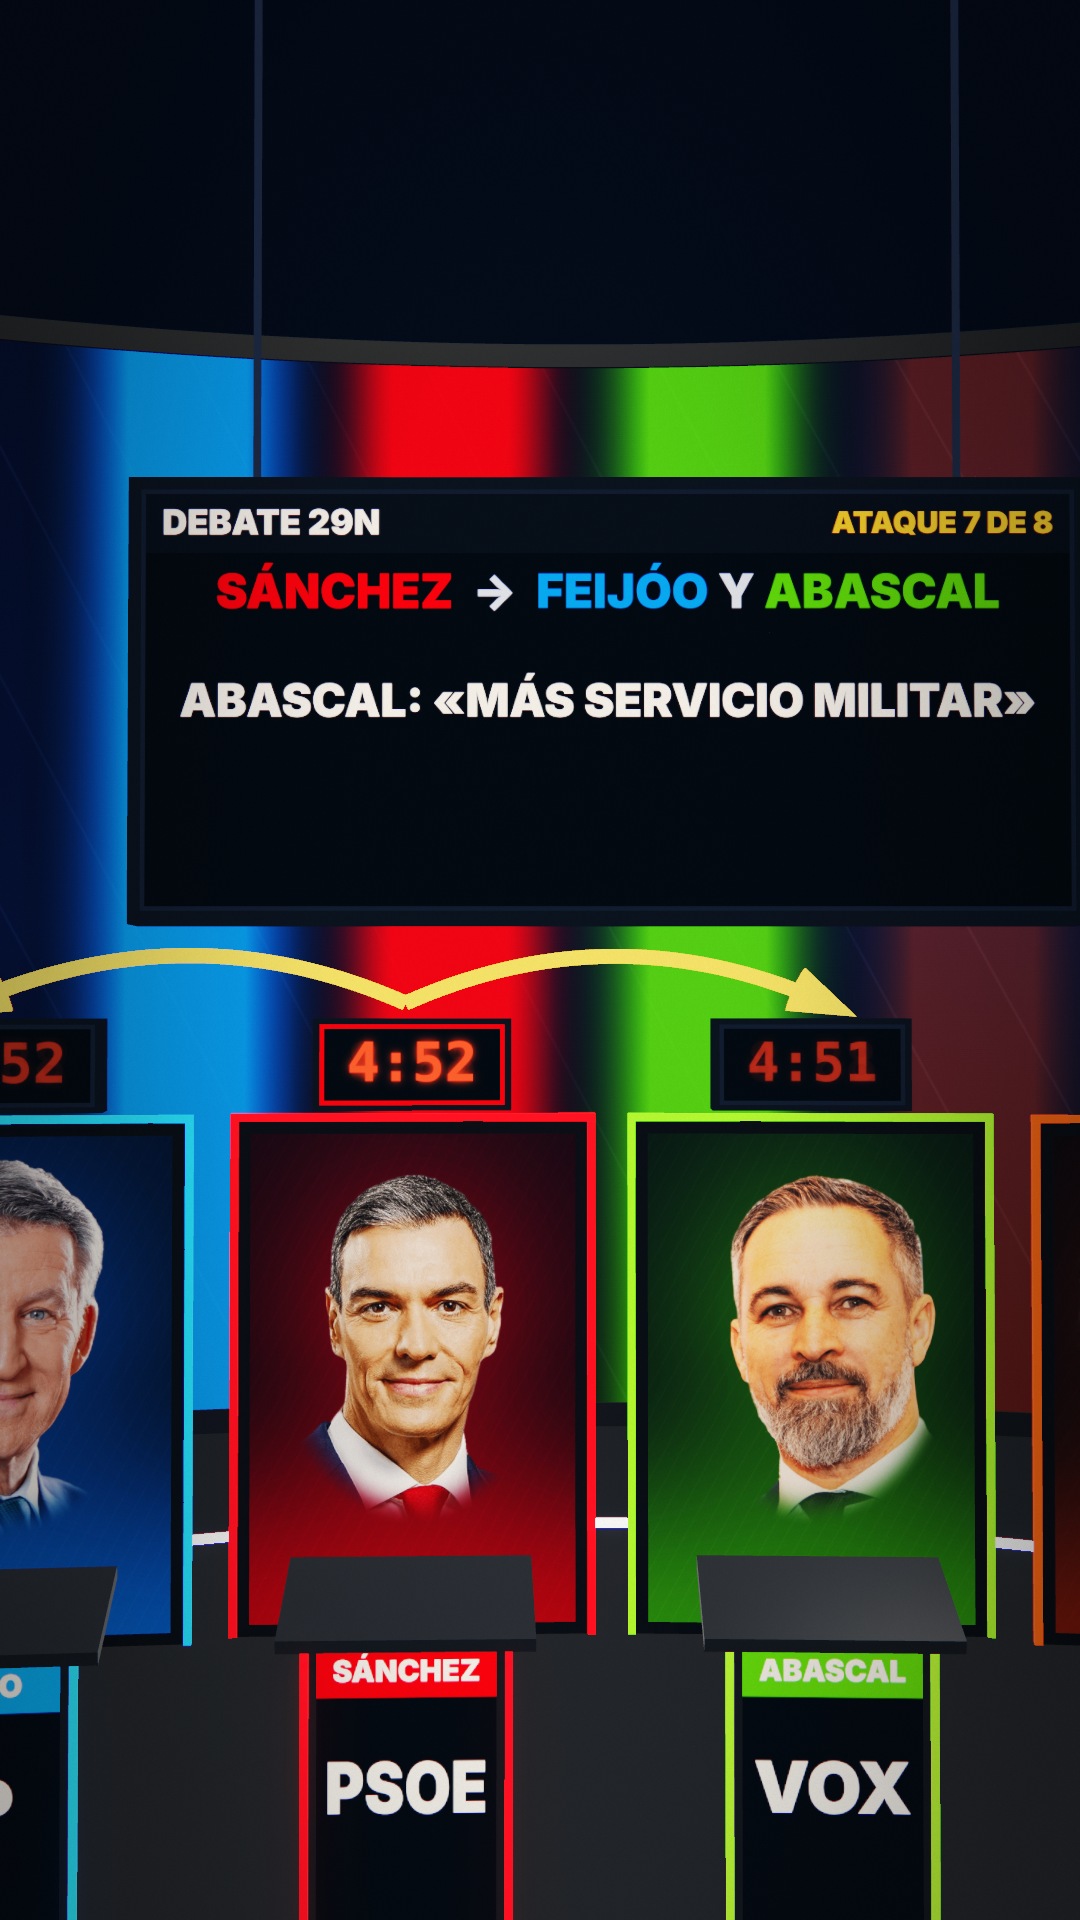 DEBATE 29N
ATAQUE 7 DE 8
SÁNCHEZ → FEIJÓO Y ABASCAL
ABASCAL: «MÁS SERVICIO MILITAR»
52
4:52
4:51
O
SÁNCHEZ
ABASCAL
PSOE
VOX